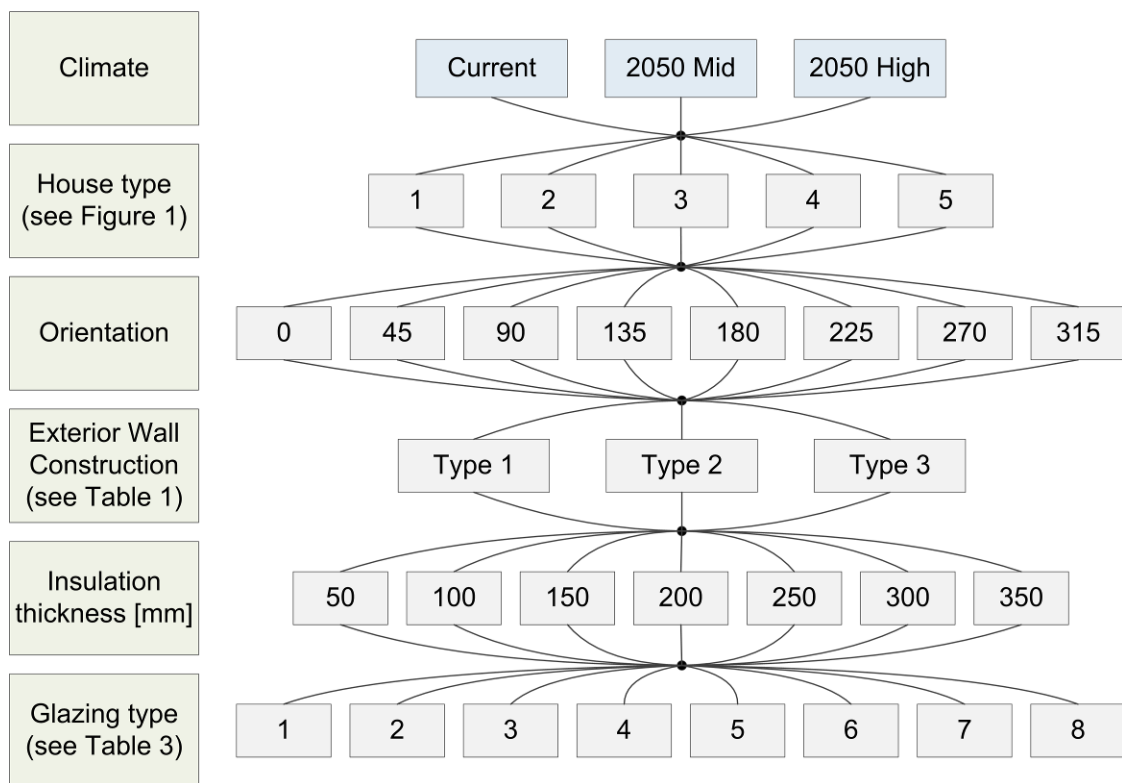 Climate
Current 2050 Mid 2050 High
House type
(see Figure 1)
1 2 3 4 5
Orientation
0 45 90 135 180 225 270 315
Exterior Wall
Construction
(see Table 1)
Type 1 Type 2 Type 3
Insulation
thickness [mm]
50 100 150 200 250 300 350
Glazing type
(see Table 3)
1 2 3 4 5 6 7 8